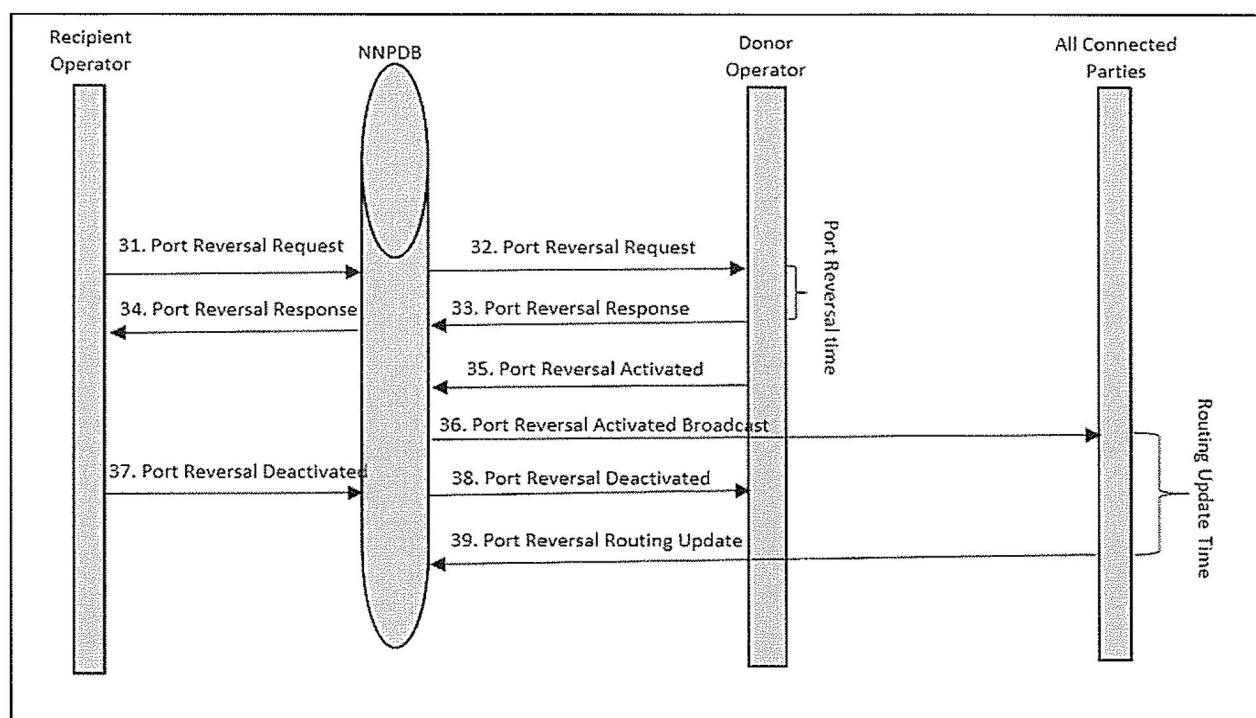 Recipient
Operator
NNPDB
Donor
Operator
All Connected
Parties
31. Port Reversal Request
32. Port Reversal Request
34. Port Reversal Response
33. Port Reversal Response
Port Reversal time
35. Port Reversal Activated
36. Port Reversal Activated Broadcast
37. Port Reversal Deactivated
38. Port Reversal Deactivated
39. Port Reversal Routing Update
Routing Update Time